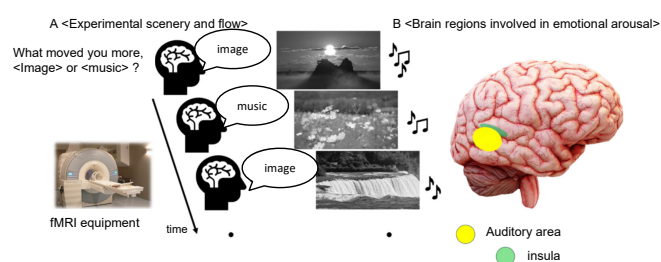 A <Experimental scenery and flow>
B <Brain regions involved in emotional arousal>
What moved you more,
<Image> or <music> ?
image
music
image
fMRI equipment
time
Auditory area
insula